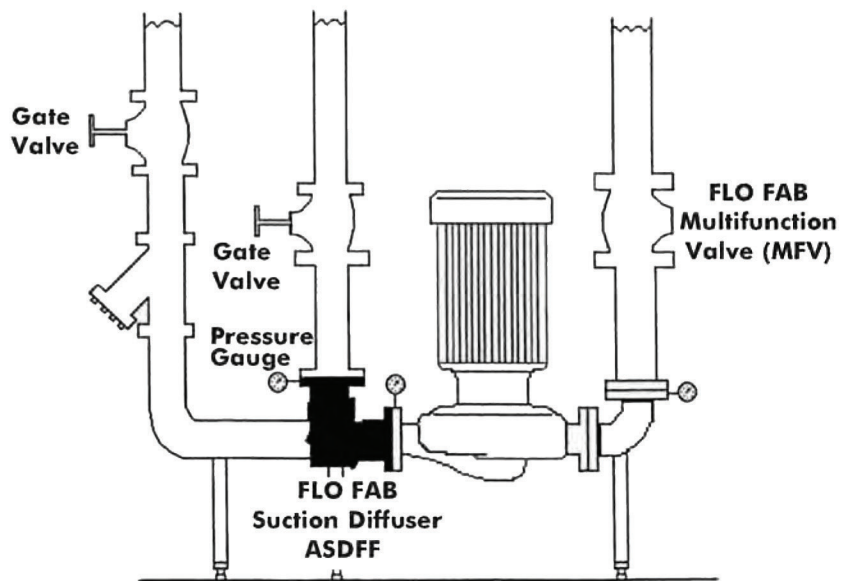 Gate
Valve
Gate
Valve
Pressure
Gauge
FLO FAB
Suction Diffuser
ASDFF
FLO FAB
Multifunction
Valve (MFV)